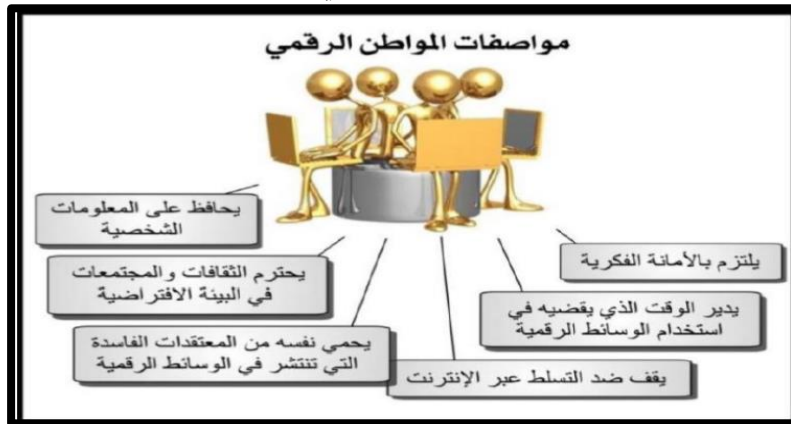 مواصفات المواطن الرقمي
يلتزم بالأمانة الفكرية
يدير الوقت الذي يقضيه في
استخدام الوسائط الرقمية
يقف ضد التسلط عبر الإنترنت
يحمي نفسه من المعتقدات الفاسدة
التي تنتشر في الوسائط الرقمية
يحترم الثقافات والمجتمعات
في البيئة الافتراضية
يحافظ على المعلومات
الشخصية